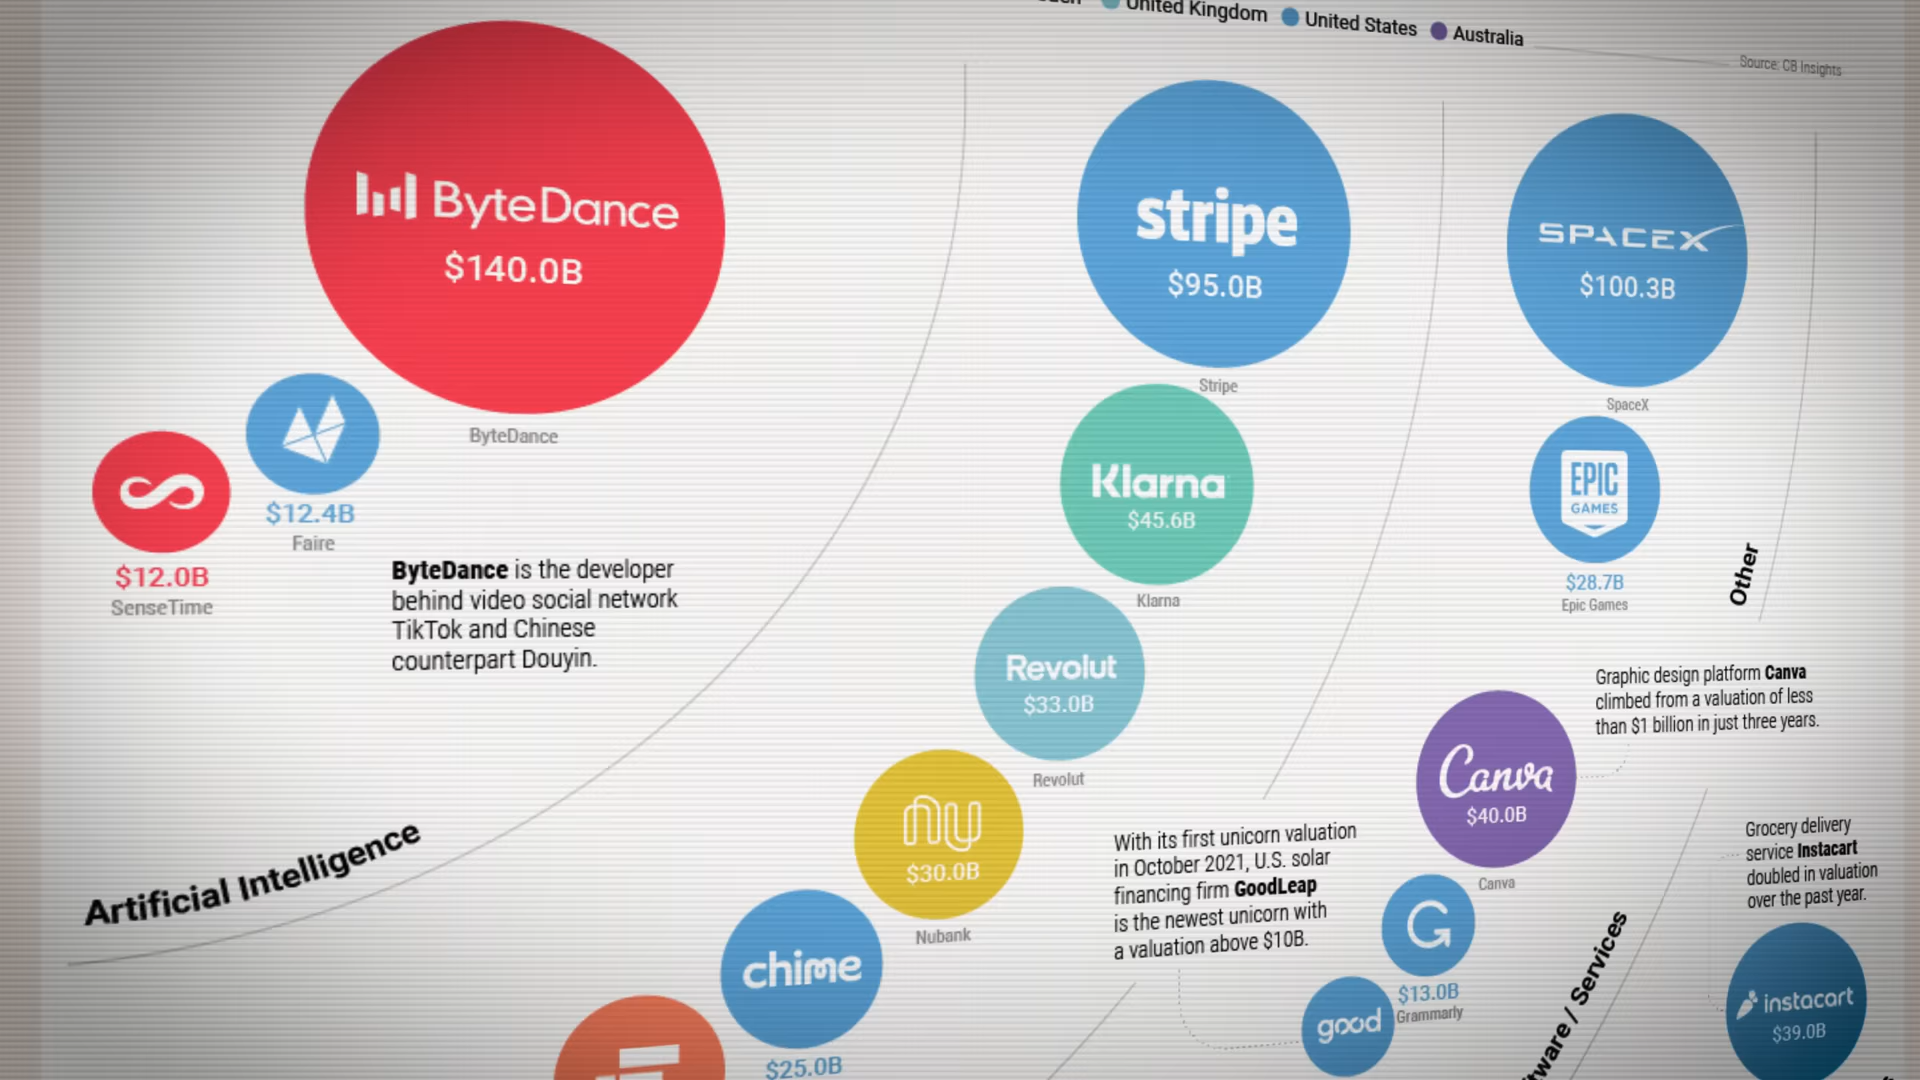 United Kingdom
United States
Australia
Source: CB Insights
ByteDance
$140.0B
ByteDance
stripe
$95.0B
Stripe
SPACEX
$100.3B
SpaceX
$12.4B
Faire
$12.0B
SenseTime
ByteDance is the developer
behind video social network
TikTok and Chinese
counterpart Douyin.
Klarna
$45.6B
Klarna
EPIC
GAMES
$28.7B
Epic Games
Other
Revolut
$33.0B
Revolut
Graphic design platform Canva
climbed from a valuation of less
than $1 billion in just three years.
Canva
$40.0B
Canva
nu
$30.0B
Nubank
Artificial Intelligence
With its first unicorn valuation
in October 2021, U.S. solar
financing firm GoodLeap
is the newest unicorn with
a valuation above $10B.
Grocery delivery
service Instacart
doubled in valuation
over the past year.
chime
$25.0B
G
$13.0B
Grammarly
good
/ Services
instacart
$39.0B